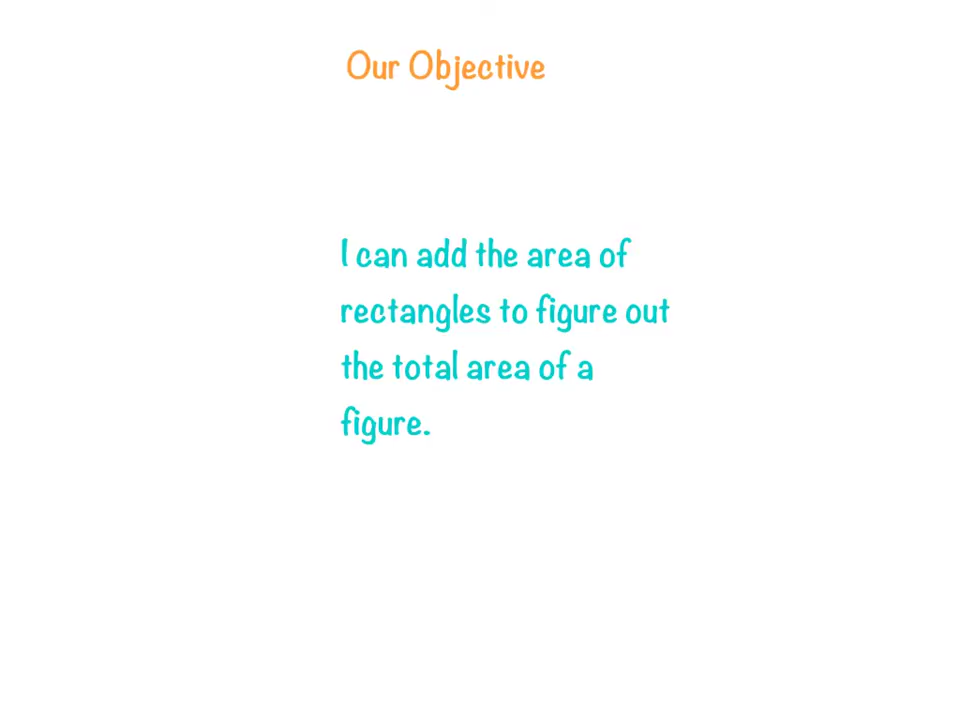 Our Objective
I can add the area of
rectangles to figure out
the total area of a
figure.